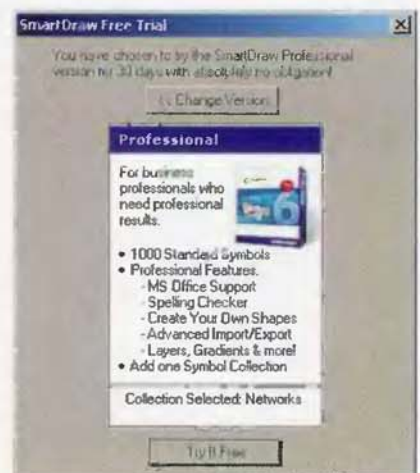 SmartDraw Free Trial
You have chosen to try the SmartDraw Professional
version for 30 days with absolutely no obligation!
<< Change Version
Professional
For business
professionals who
need professional
results.
6
• 1000 Standard Symbols
• Professional Features.
- MS Office Support
- Spelling Checker
- Create Your Own Shapes
- Advanced Import/Export
- Layers, Gradients & more!
• Add one Symbol Collection
Collection Selected: Networks
Try It Free